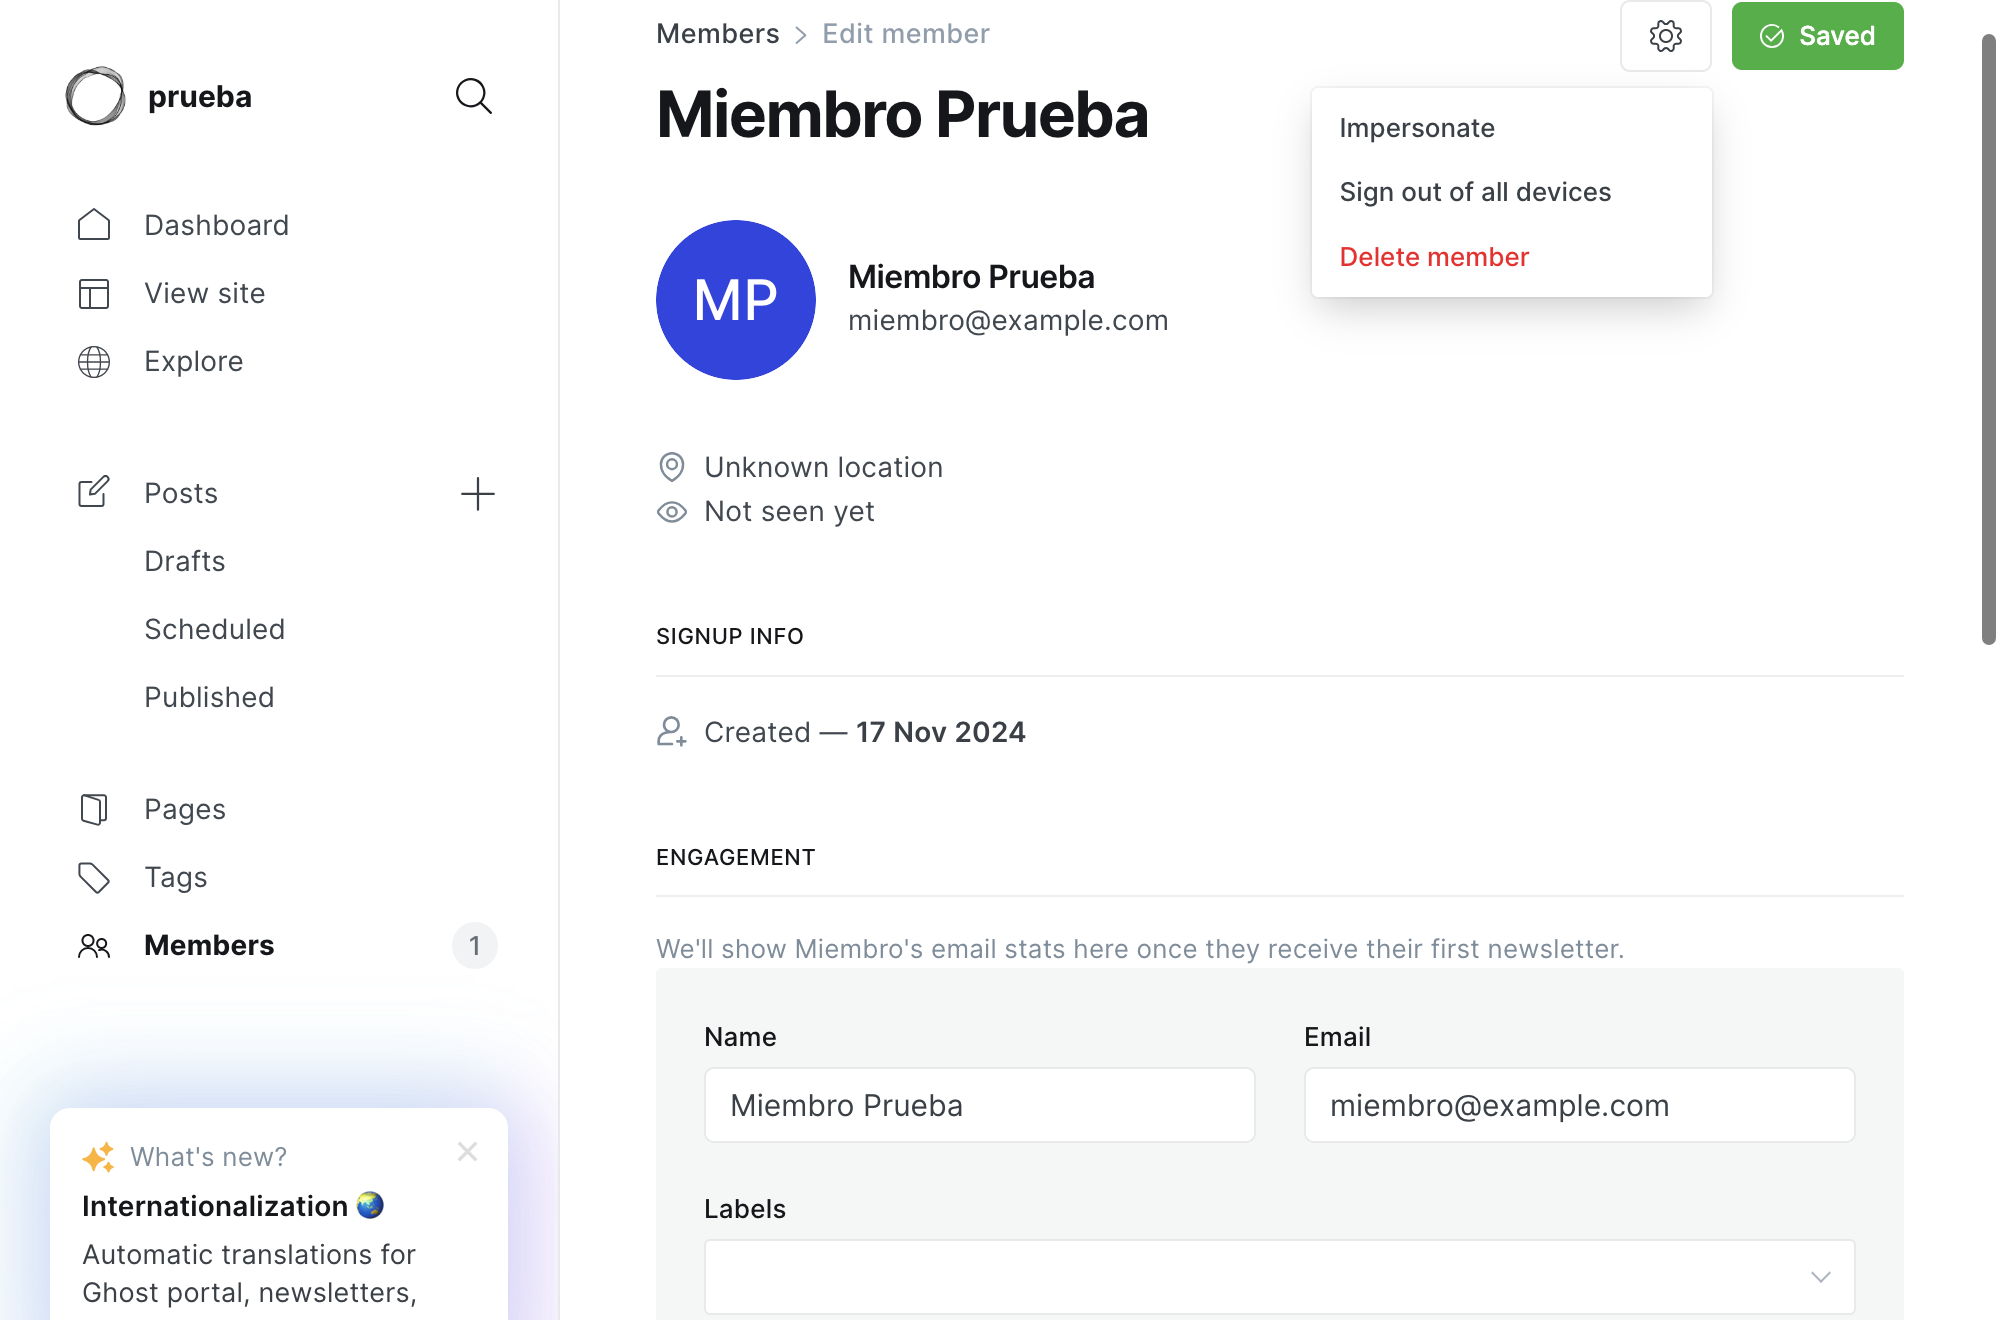 prueba
Dashboard
View site
Explore
Posts
Drafts
Scheduled
Published
Pages
Tags
Members
1
What's new?
Internationalization
Automatic translations for
Ghost portal, newsletters,
Members > Edit member
Saved
Miembro Prueba
Impersonate
Sign out of all devices
Delete member
MP
Miembro Prueba
miembro@example.com
Unknown location
Not seen yet
SIGNUP INFO
Created — 17 Nov 2024
ENGAGEMENT
We'll show Miembro's email stats here once they receive their first newsletter.
Name
Email
Miembro Prueba
miembro@example.com
Labels